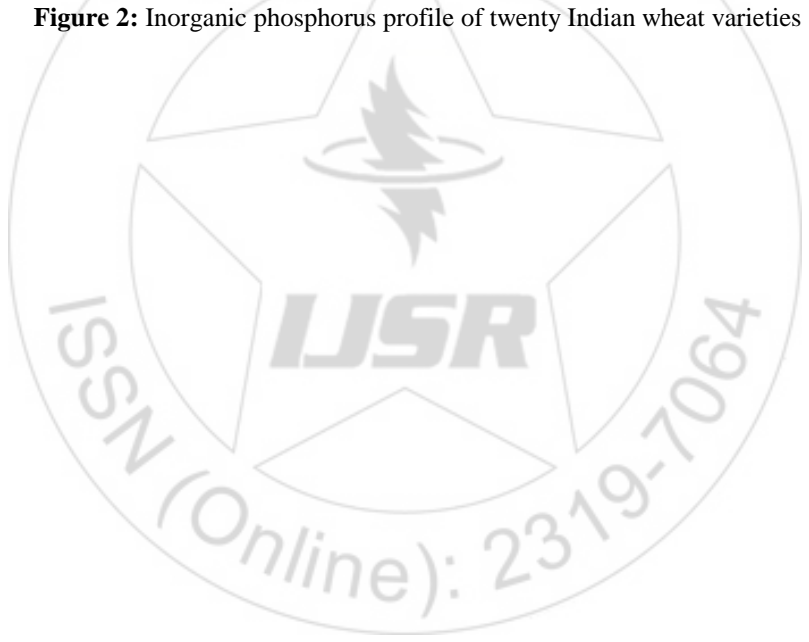 Figure 2: Inorganic phosphorus profile of twenty Indian wheat varieties
IJSR
ISSN (Online): 2319-7064